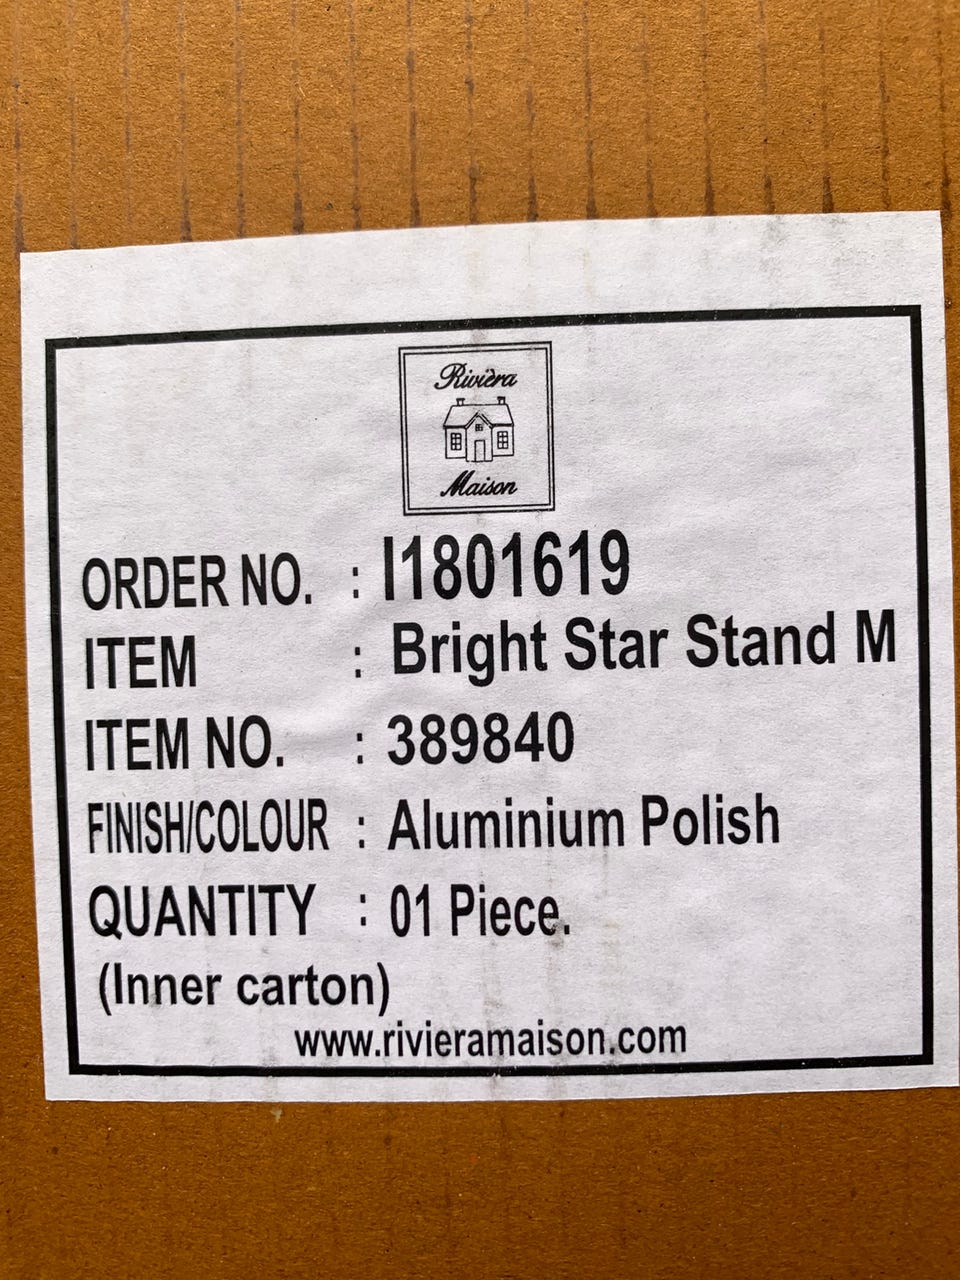 Rivièra
Maison
ORDER NO. : I1801619
ITEM : Bright Star Stand M
ITEM NO. : 389840
FINISH/COLOUR : Aluminium Polish
QUANTITY : 01 Piece.
(Inner carton)
www.rivieramaison.com